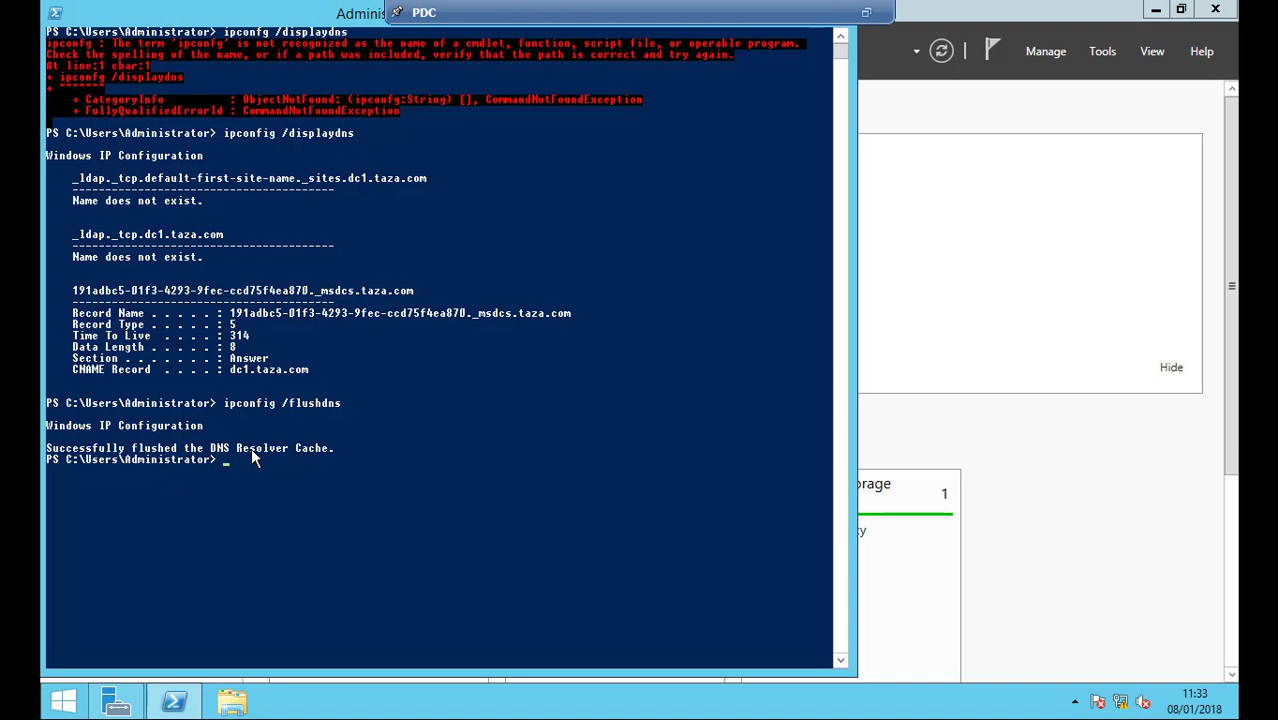 Adminis
PDC
Manage
Tools
View
Help
PS C:\Users\Administrator> ipconfg /displaydns
ipconfg : The term 'ipconfg' is not recognized as the name of a cmdlet, function, script file, or operable program.
Check the spelling of the name, or if a path was included, verify that the path is correct and try again.
At line:1 char:1
+ ipconfg /displaydns
+ ~~~~~~~
+ CategoryInfo : ObjectNotFound: (ipconfg:String) [], CommandNotFoundException
+ FullyQualifiedErrorId : CommandNotFoundException
PS C:\Users\Administrator> ipconfig /displaydns
Windows IP Configuration
_ldap._tcp.default-first-site-name._sites.dc1.taza.com
----------------------------------------
Name does not exist.
_ldap._tcp.dc1.taza.com
----------------------------------------
Name does not exist.
191adbc5-01f3-4293-9fec-ccd75f4ea870._msdcs.taza.com
----------------------------------------
Record Name . . . . . : 191adbc5-01f3-4293-9fec-ccd75f4ea870._msdcs.taza.com
Record Type . . . . . : 5
Time To Live . . . . : 314
Data Length . . . . . : 8
Section . . . . . . . : Answer
CNAME Record . . . . : dc1.taza.com
PS C:\Users\Administrator> ipconfig /flushdns
Windows IP Configuration
Successfully flushed the DNS Resolver Cache.
PS C:\Users\Administrator> _
Hide
orage
1
ty
11:33
08/01/2018